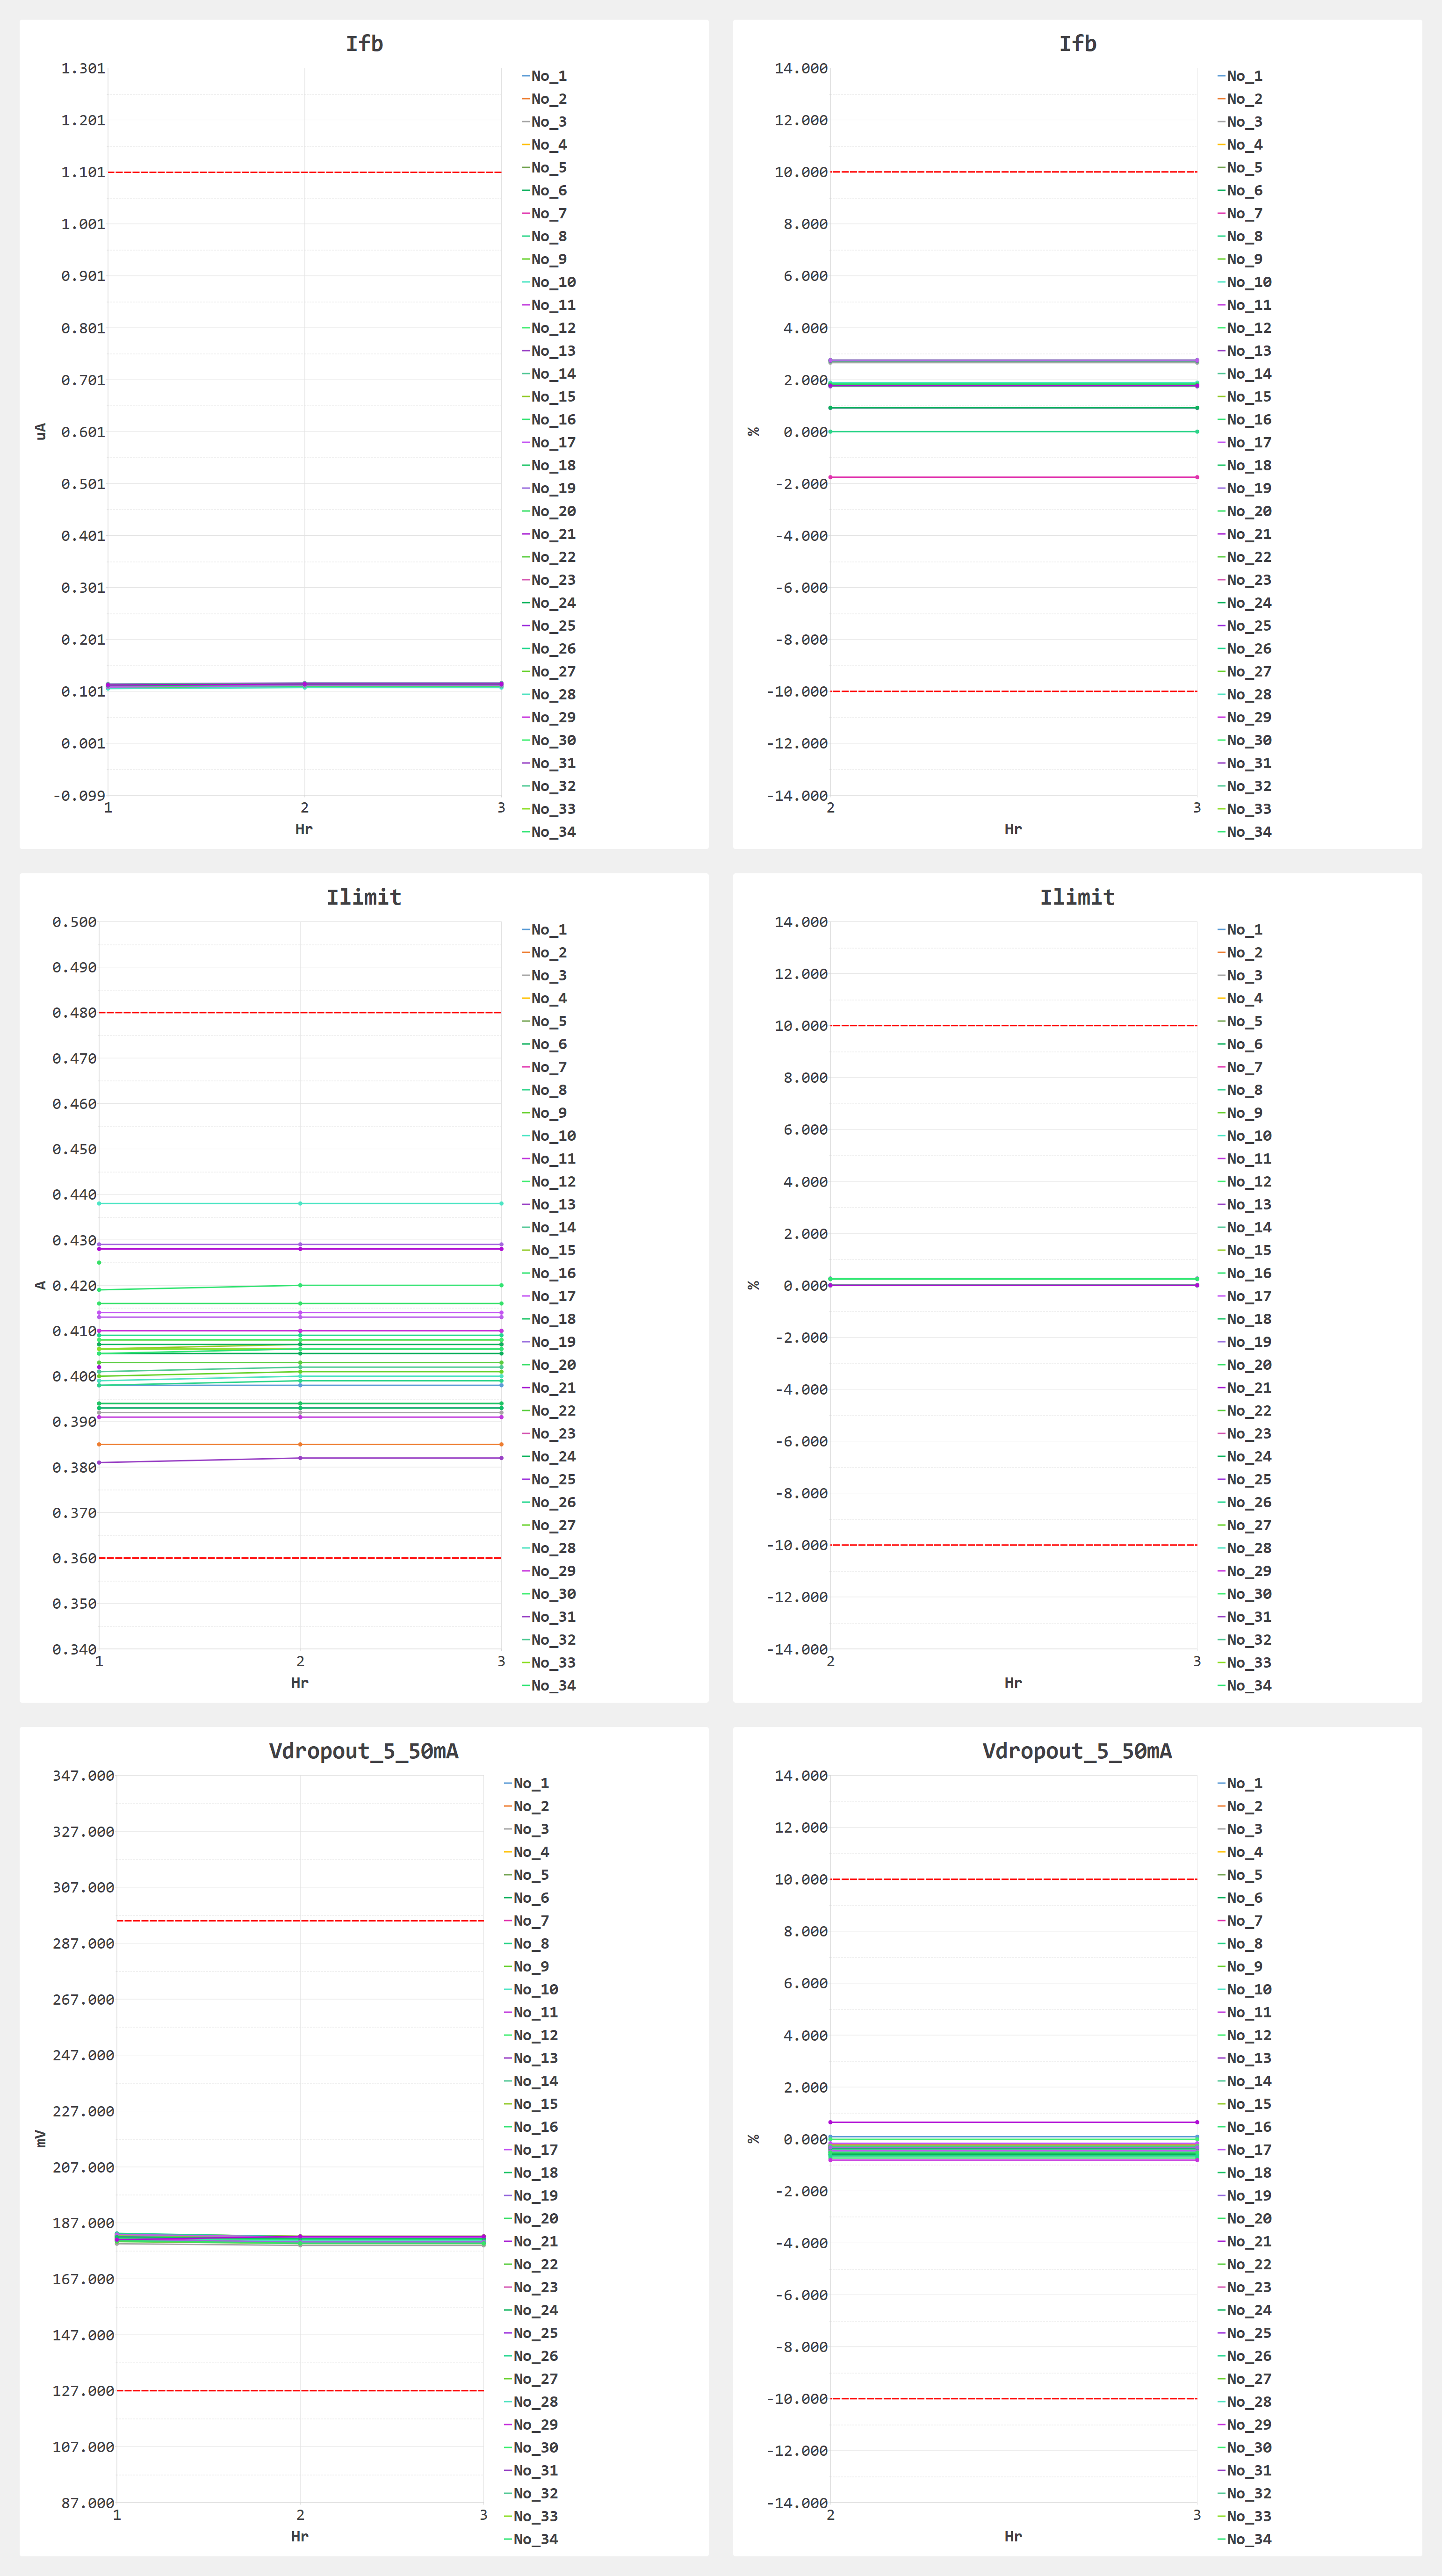 Ifb
1.301
1.201
1.101
1.001
0.901
0.801
0.701
0.601
0.501
0.401
0.301
0.201
0.101
0.001
-0.099
uA
1
2
3
Hr
No_1
No_2
No_3
No_4
No_5
No_6
No_7
No_8
No_9
No_10
No_11
No_12
No_13
No_14
No_15
No_16
No_17
No_18
No_19
No_20
No_21
No_22
No_23
No_24
No_25
No_26
No_27
No_28
No_29
No_30
No_31
No_32
No_33
No_34
Ifb
14.000
12.000
10.000
8.000
6.000
4.000
2.000
0.000
-2.000
-4.000
-6.000
-8.000
-10.000
-12.000
-14.000
%
2
3
Hr
No_1
No_2
No_3
No_4
No_5
No_6
No_7
No_8
No_9
No_10
No_11
No_12
No_13
No_14
No_15
No_16
No_17
No_18
No_19
No_20
No_21
No_22
No_23
No_24
No_25
No_26
No_27
No_28
No_29
No_30
No_31
No_32
No_33
No_34
Ilimit
0.500
0.490
0.480
0.470
0.460
0.450
0.440
0.430
0.420
0.410
0.400
0.390
0.380
0.370
0.360
0.350
0.340
A
1
2
3
Hr
No_1
No_2
No_3
No_4
No_5
No_6
No_7
No_8
No_9
No_10
No_11
No_12
No_13
No_14
No_15
No_16
No_17
No_18
No_19
No_20
No_21
No_22
No_23
No_24
No_25
No_26
No_27
No_28
No_29
No_30
No_31
No_32
No_33
No_34
Ilimit
14.000
12.000
10.000
8.000
6.000
4.000
2.000
0.000
-2.000
-4.000
-6.000
-8.000
-10.000
-12.000
-14.000
%
2
3
Hr
No_1
No_2
No_3
No_4
No_5
No_6
No_7
No_8
No_9
No_10
No_11
No_12
No_13
No_14
No_15
No_16
No_17
No_18
No_19
No_20
No_21
No_22
No_23
No_24
No_25
No_26
No_27
No_28
No_29
No_30
No_31
No_32
No_33
No_34
Vdropout_5_50mA
347.000
327.000
307.000
287.000
267.000
247.000
227.000
207.000
187.000
167.000
147.000
127.000
107.000
87.000
mV
1
2
3
Hr
No_1
No_2
No_3
No_4
No_5
No_6
No_7
No_8
No_9
No_10
No_11
No_12
No_13
No_14
No_15
No_16
No_17
No_18
No_19
No_20
No_21
No_22
No_23
No_24
No_25
No_26
No_27
No_28
No_29
No_30
No_31
No_32
No_33
No_34
Vdropout_5_50mA
14.000
12.000
10.000
8.000
6.000
4.000
2.000
0.000
-2.000
-4.000
-6.000
-8.000
-10.000
-12.000
-14.000
%
2
3
Hr
No_1
No_2
No_3
No_4
No_5
No_6
No_7
No_8
No_9
No_10
No_11
No_12
No_13
No_14
No_15
No_16
No_17
No_18
No_19
No_20
No_21
No_22
No_23
No_24
No_25
No_26
No_27
No_28
No_29
No_30
No_31
No_32
No_33
No_34